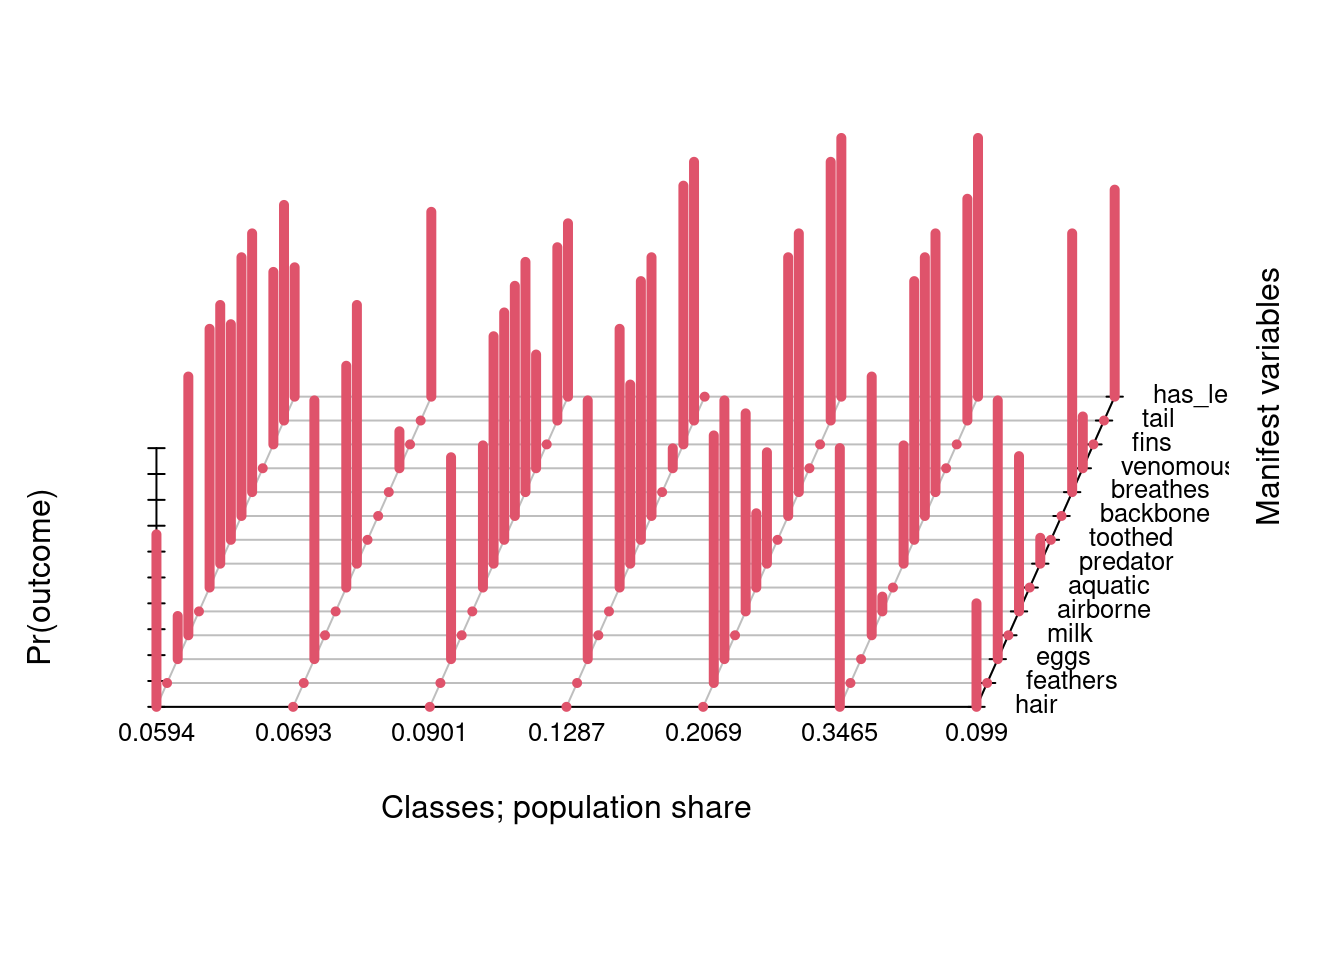 Pr(outcome)
Manifest variables
has_le
tail
fins
venomous
breathes
backbone
toothed
predator
aquatic
airborne
milk
eggs
feathers
hair
0.0594 0.0693 0.0901 0.1287 0.2069 0.3465 0.099
Classes; population share